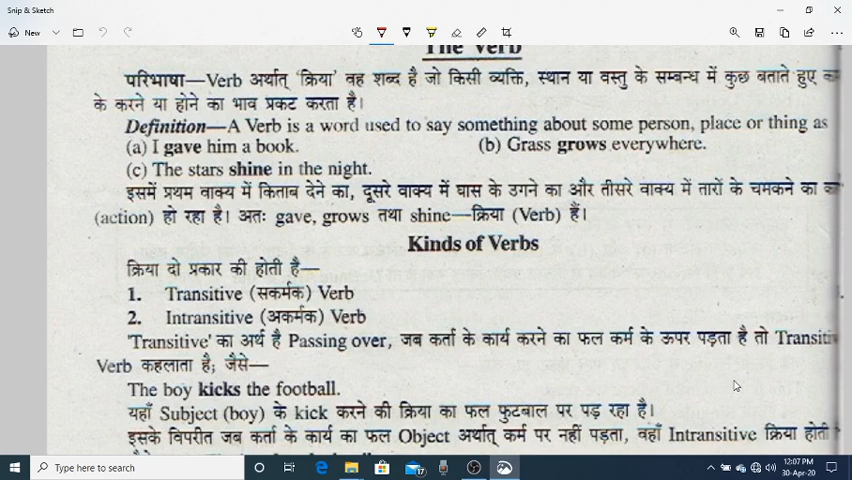 Snip & Sketch
New
The Verb
परिभाषा—Verb अर्थात् 'क्रिया' वह शब्द है जो किसी व्यक्ति, स्थान या वस्तु के सम्बन्ध में कुछ बताते हुए
के करने या होने का भाव प्रकट करता है।
Definition—A Verb is a word used to say something about some person, place or thing as
(a) I gave him a book. (b) Grass grows everywhere.
(c) The stars shine in the night.
इसमें प्रथम वाक्य में किताब देने का, दूसरे वाक्य में घास के उगने का और तीसरे वाक्य में तारों के चमकने का
(action) हो रहा है। अतः gave, grows तथा shine—क्रिया (Verb) हैं।
Kinds of Verbs
क्रिया दो प्रकार की होती है—
1. Transitive (सकर्मक) Verb
2. Intransitive (अकर्मक) Verb
'Transitive' का अर्थ है Passing over, जब कर्ता के कार्य करने का फल कर्म के ऊपर पड़ता है तो
Verb कहलाता है; जैसे—
The boy kicks the football.
यहाँ Subject (boy) के kick करने की क्रिया का फल फुटबाल पर पड़ रहा है।
इसके विपरीत जब कर्ता के कार्य का फल Object अर्थात् कर्म पर नहीं पड़ता, वहाँ Intransitive क्रिया होती
Type here to search
17
12:07 PM
30-Apr-20